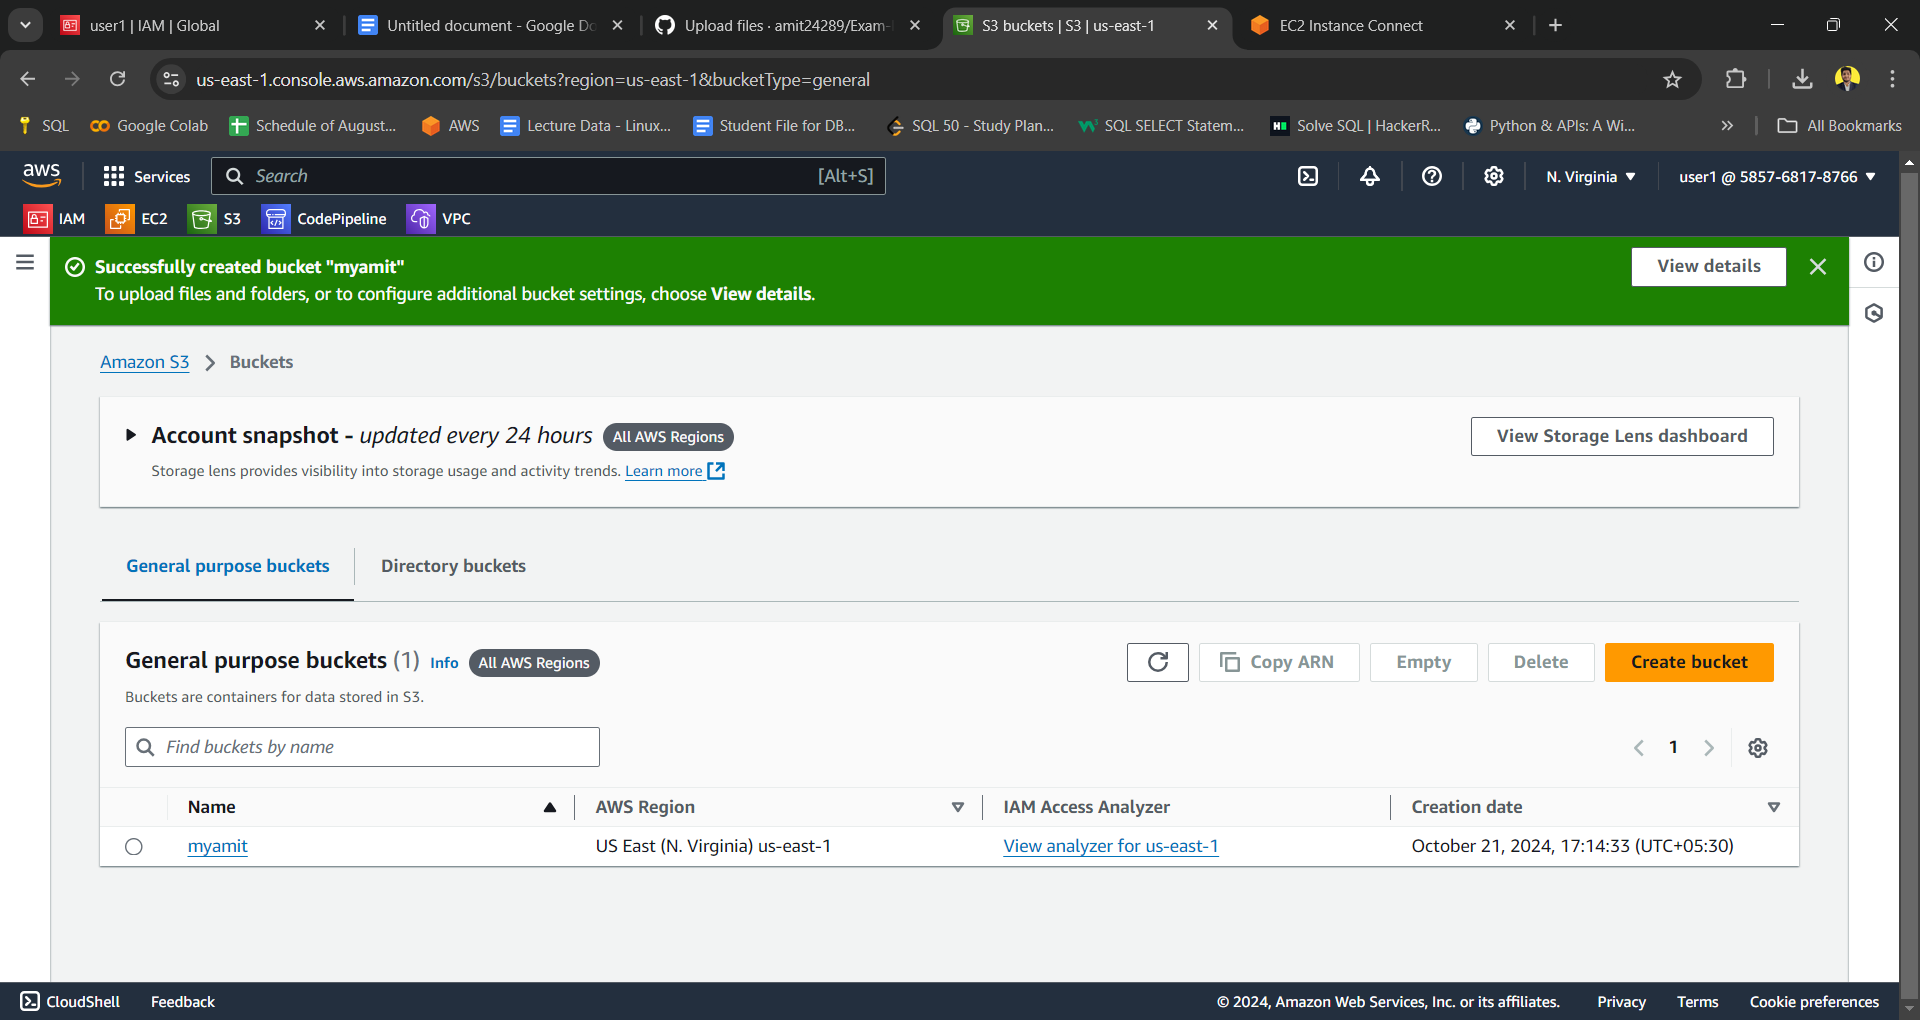 user1 | IAM | Global
Untitled document - Google Do
Upload files · amit24289/Exam-
S3 buckets | S3 | us-east-1
EC2 Instance Connect
us-east-1.console.aws.amazon.com/s3/buckets?region=us-east-1&bucketType=general
SQL
Google Colab
Schedule of August...
AWS
Lecture Data - Linux...
Student File for DB...
SQL 50 - Study Plan...
SQL SELECT Statem...
Solve SQL | HackerR...
Python & APIs: A Wi...
All Bookmarks
aws
Services
Search
[Alt+S]
N. Virginia
user1 @ 5857-6817-8766
IAM
EC2
S3
CodePipeline
VPC
Successfully created bucket "myamit"
To upload files and folders, or to configure additional bucket settings, choose View details.
View details
Amazon S3 > Buckets
Account snapshot - updated every 24 hours
All AWS Regions
View Storage Lens dashboard
Storage lens provides visibility into storage usage and activity trends. Learn more
General purpose buckets
Directory buckets
General purpose buckets (1) Info
All AWS Regions
Copy ARN
Empty
Delete
Create bucket
Buckets are containers for data stored in S3.
Find buckets by name
1
Name
AWS Region
IAM Access Analyzer
Creation date
myamit
US East (N. Virginia) us-east-1
View analyzer for us-east-1
October 21, 2024, 17:14:33 (UTC+05:30)
CloudShell
Feedback
© 2024, Amazon Web Services, Inc. or its affiliates.
Privacy
Terms
Cookie preferences